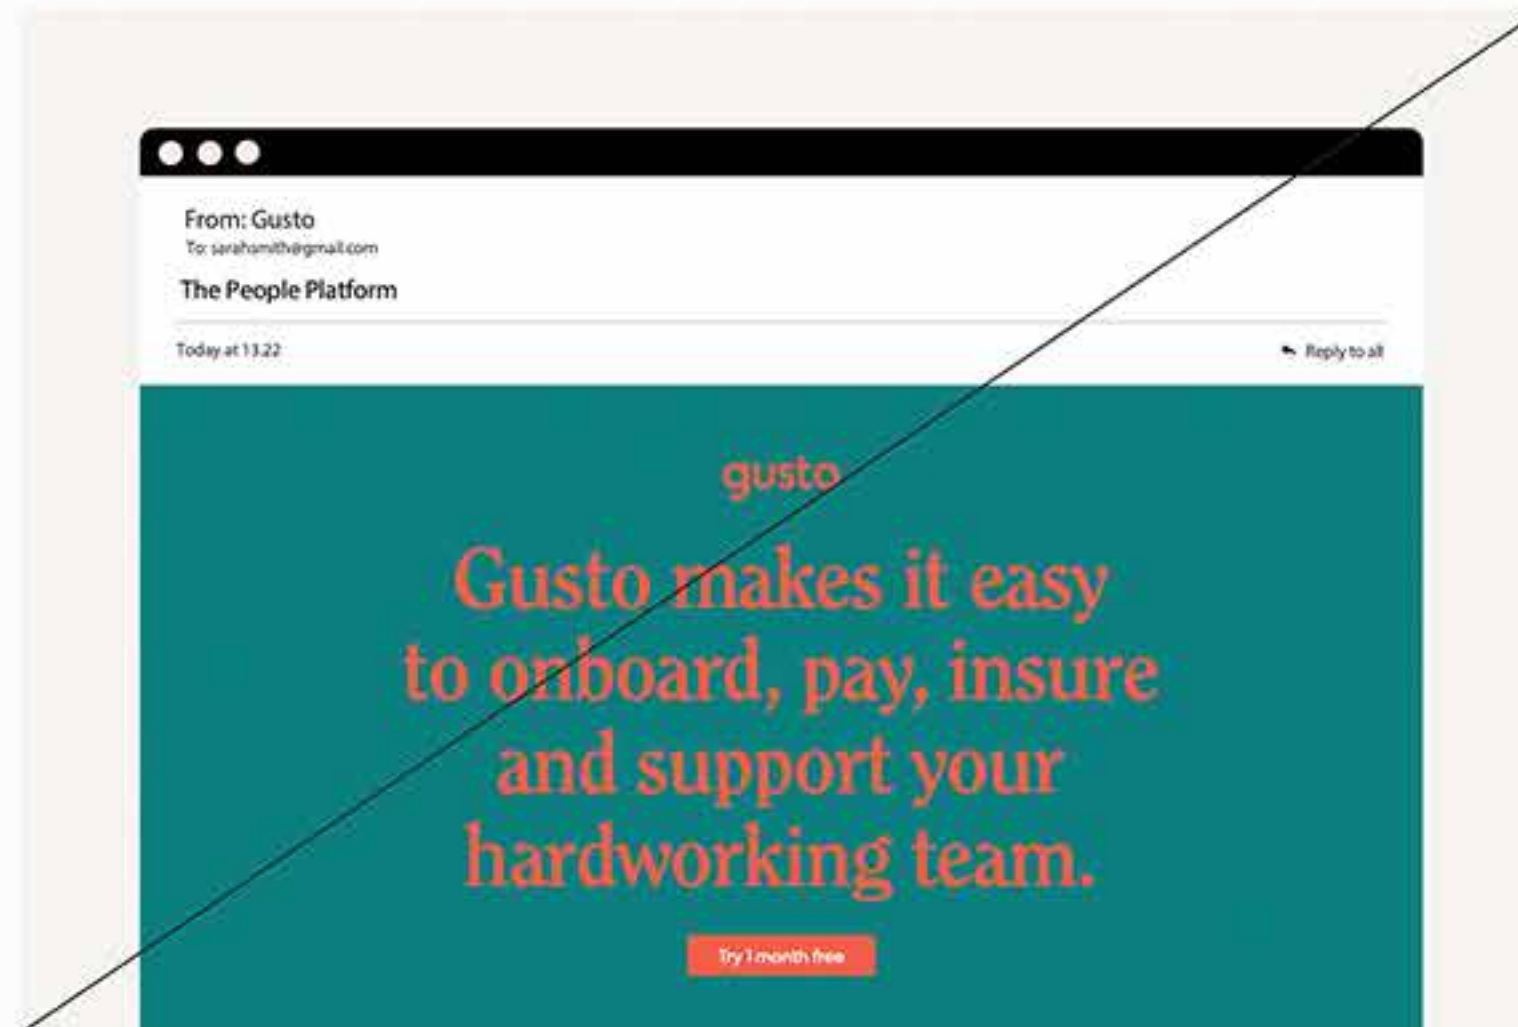 From: Gusto
To: sarahsmith@gmail.com
The People Platform
Today at 13.22
Reply to all
gusto
Gusto makes it easy
to onboard, pay, insure
and support your
hardworking team.
Try 1 month free